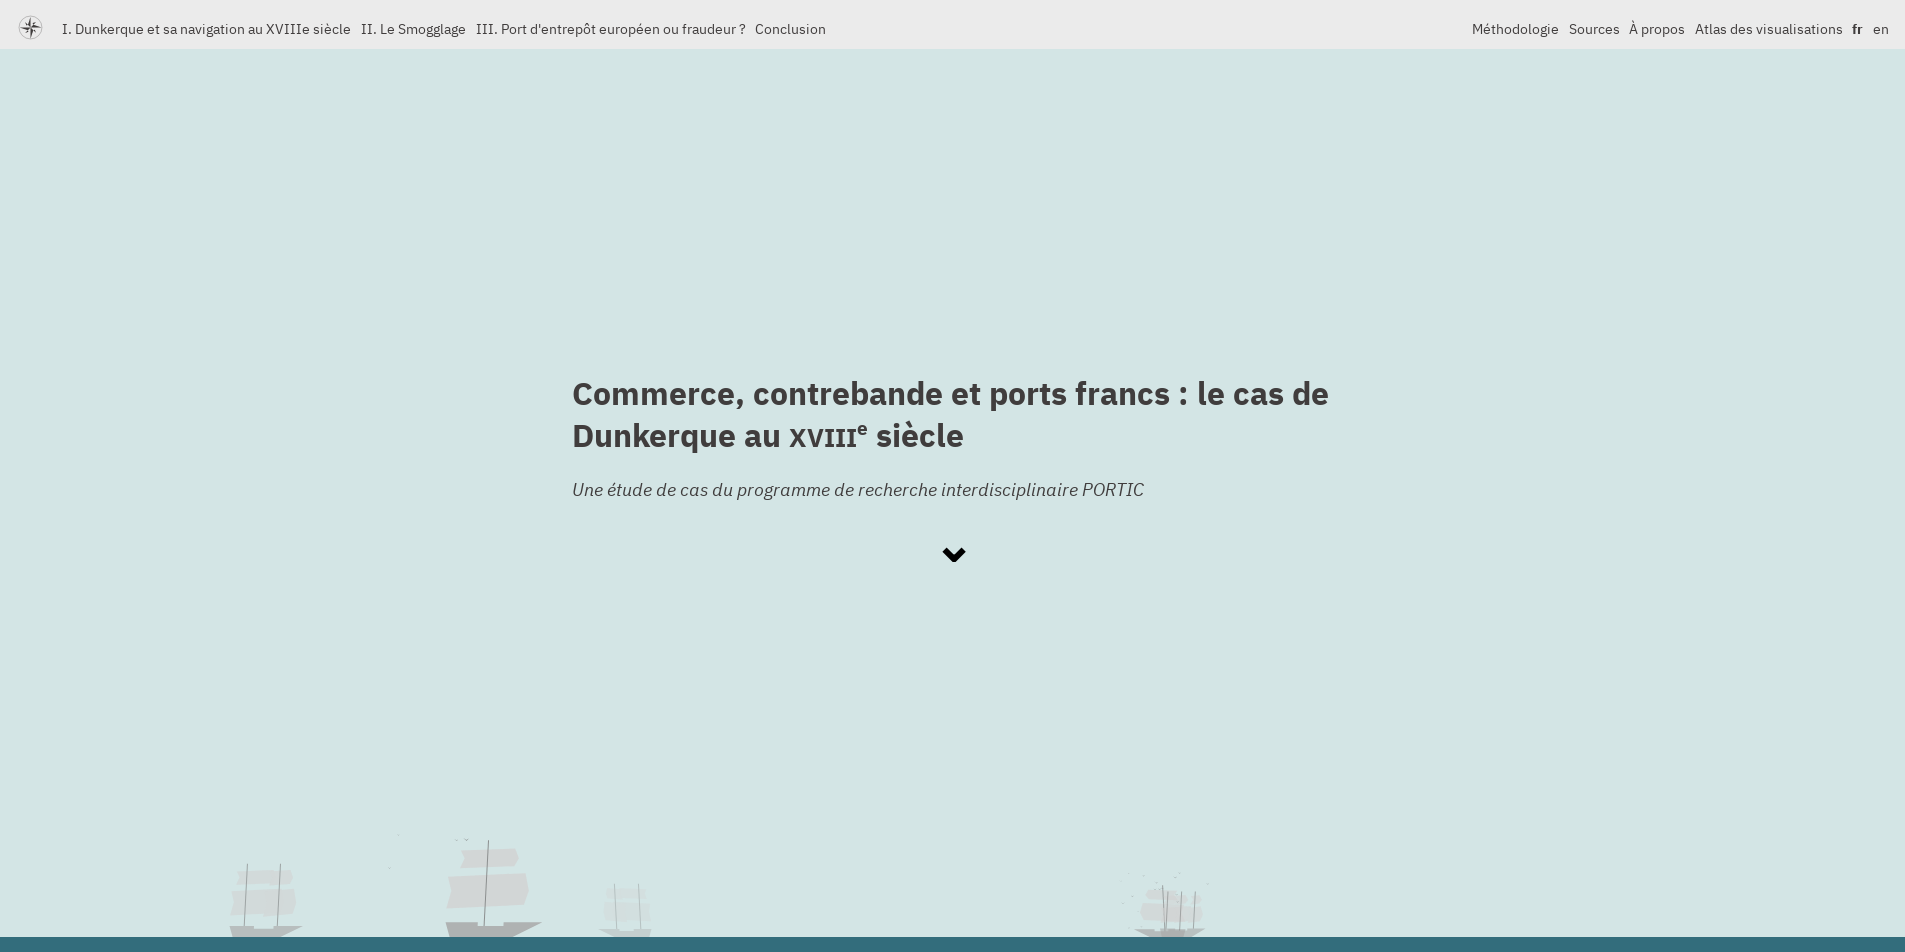 I. Dunkerque et sa navigation au XVIIIe siècle II. Le Smogglage III. Port d'entrepôt européen ou fraudeur ? Conclusion Méthodologie Sources À propos Atlas des visualisations fr en
Commerce, contrebande et ports francs : le cas de
Dunkerque au XVIIIe siècle
Une étude de cas du programme de recherche interdisciplinaire PORTIC